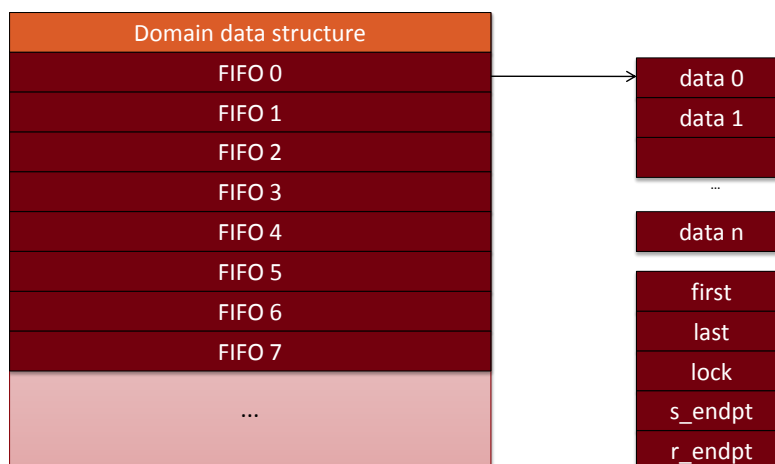 Domain data structure
FIFO 0
FIFO 1
FIFO 2
FIFO 3
FIFO 4
FIFO 5
FIFO 6
FIFO 7
...
data 0
data 1
...
data n
first
last
lock
s_endpt
r_endpt